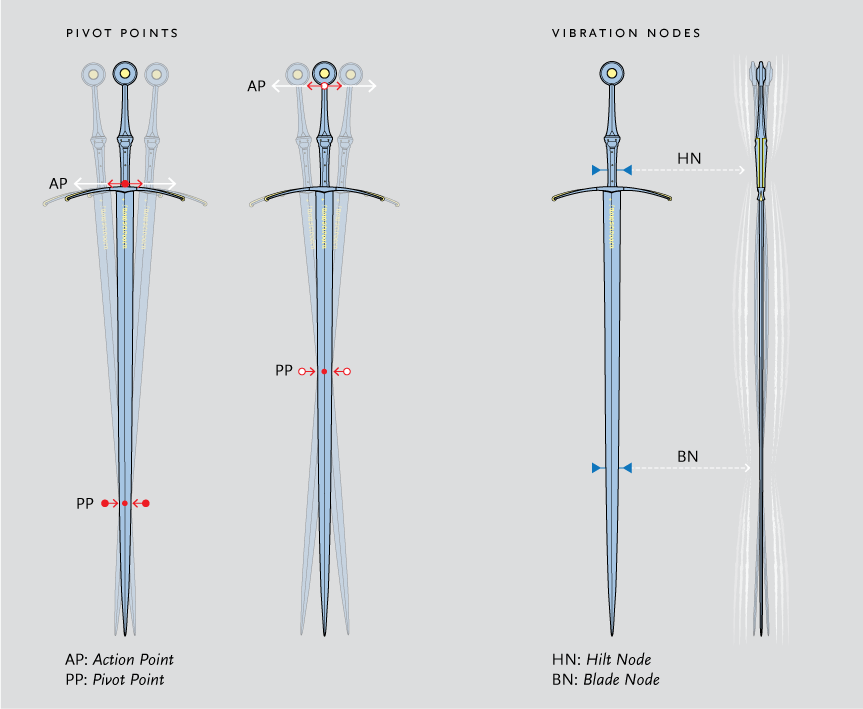 PIVOT POINTS
VIBRATION NODES
AP
AP
HN
PP
BN
PP
AP: Action Point
PP: Pivot Point
HN: Hilt Node
BN: Blade Node